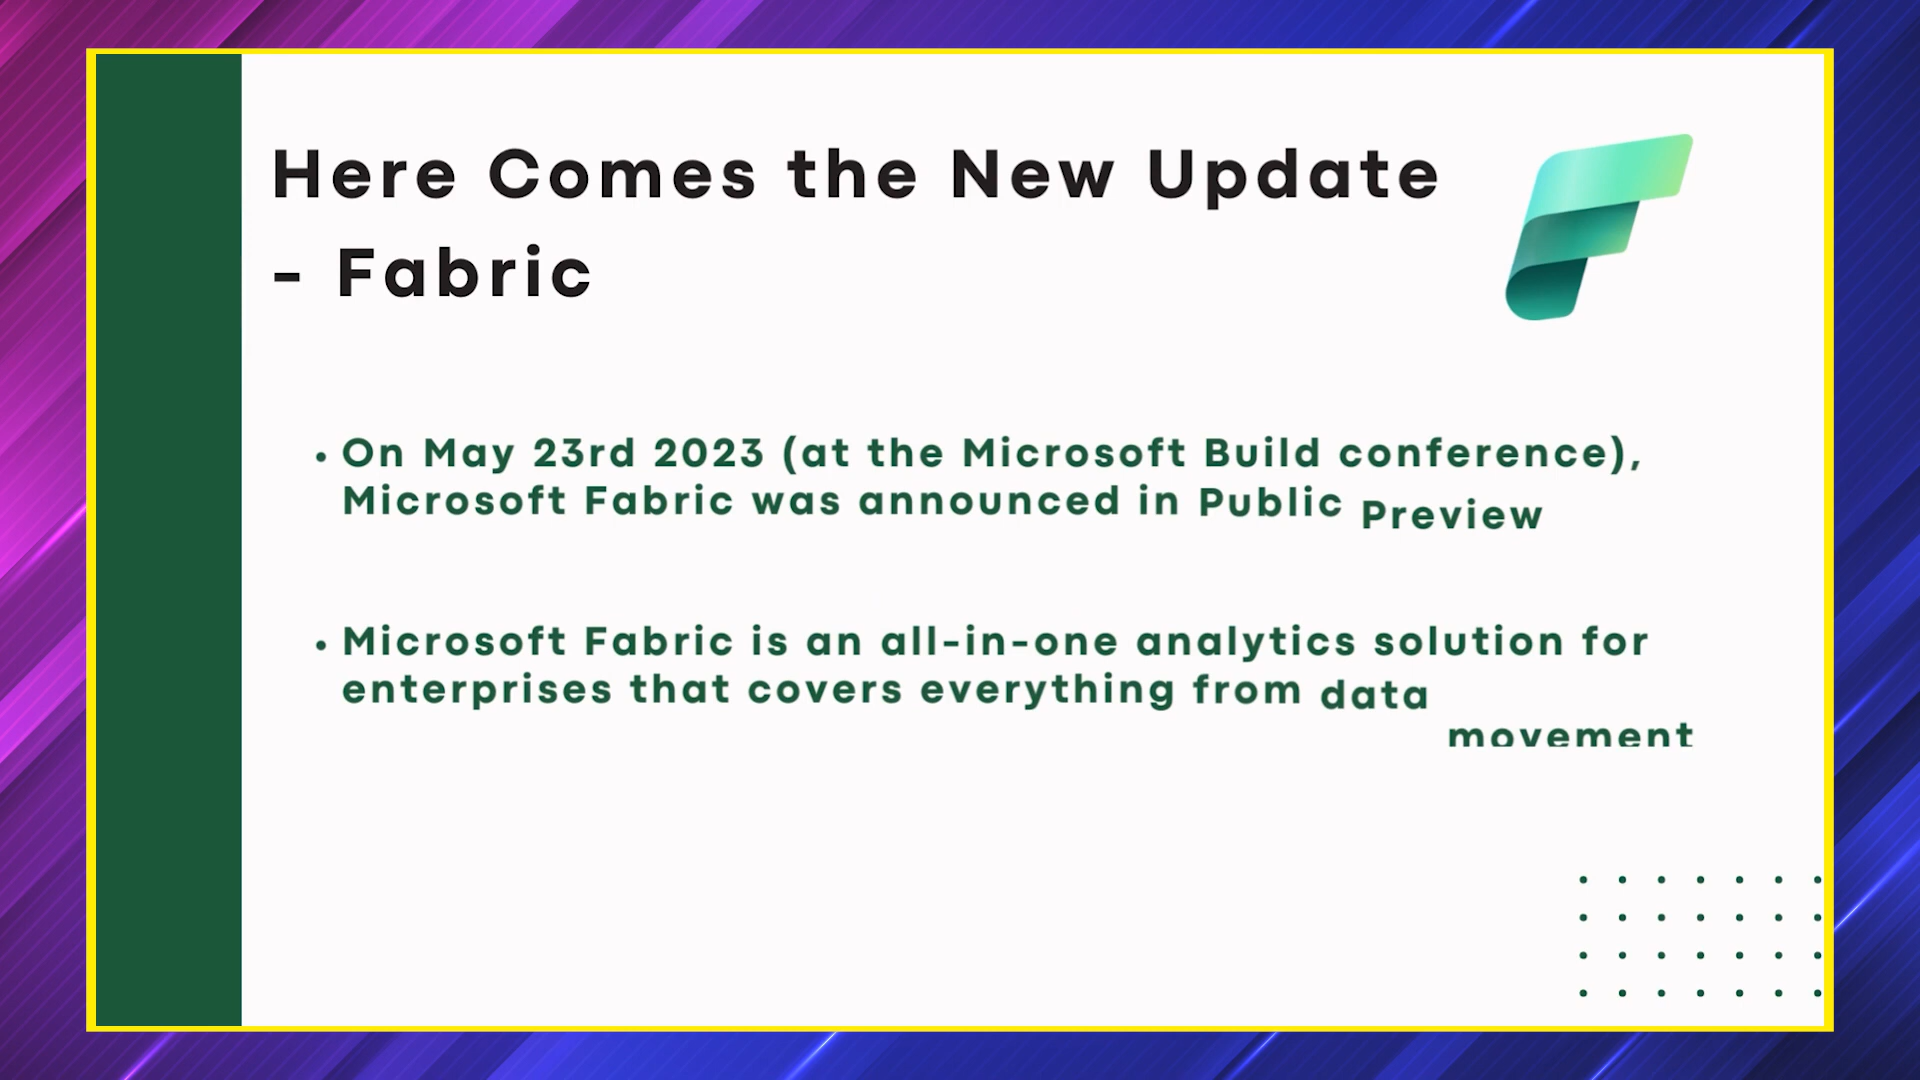 Here Comes the New Update
- Fabric
• On May 23rd 2023 (at the Microsoft Build conference),
Microsoft Fabric was announced in Public Preview
• Microsoft Fabric is an all-in-one analytics solution for
enterprises that covers everything from data
movement